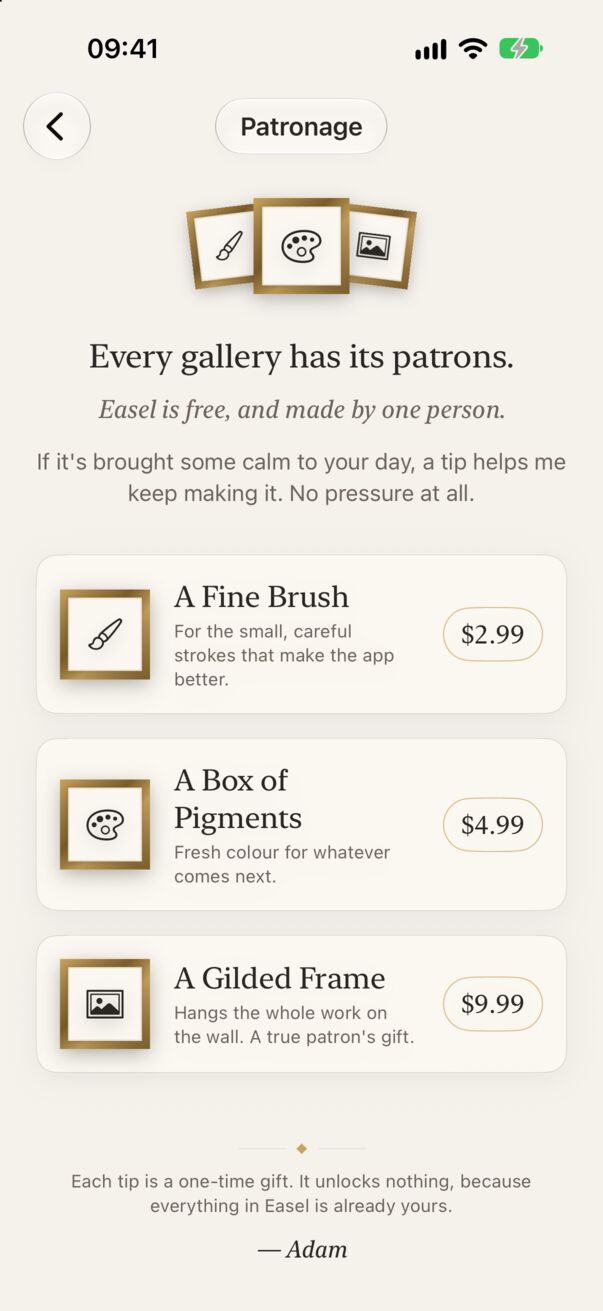 09:41
Patronage
Every gallery has its patrons.
Easel is free, and made by one person.
If it's brought some calm to your day, a tip helps me
keep making it. No pressure at all.
A Fine Brush
For the small, careful
strokes that make the app
better.
$2.99
A Box of
Pigments
Fresh colour for whatever
comes next.
$4.99
A Gilded Frame
Hangs the whole work on
the wall. A true patron's gift.
$9.99
Each tip is a one-time gift. It unlocks nothing, because
everything in Easel is already yours.
— Adam